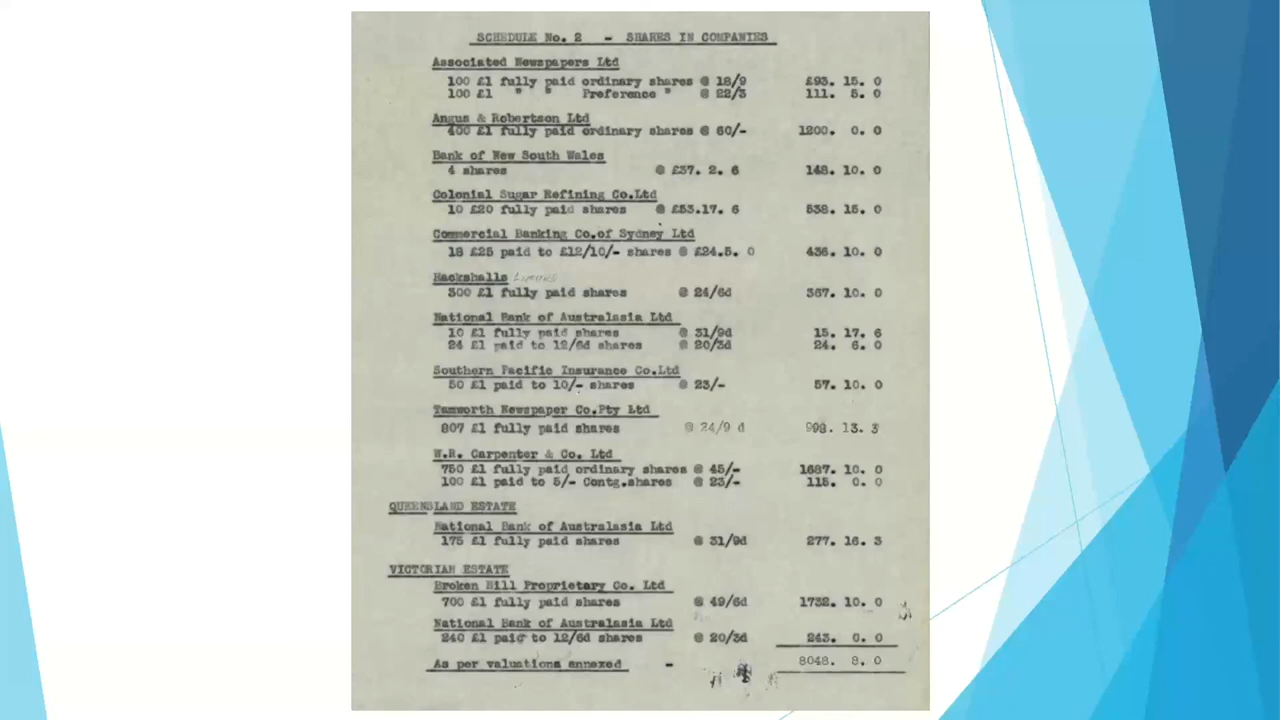 SCHEDULE No. 2 - SHARES IN COMPANIES
Associated Newspapers Ltd
100 £1 fully paid ordinary shares @ 18/9 £93. 15. 0
100 £1 " " Preference " @ 22/3 111. 5. 0
Angus & Robertson Ltd
400 £1 fully paid ordinary shares @ 60/- 1200. 0. 0
Bank of New South Wales
4 shares @ £37. 2. 6 148. 10. 0
Colonial Sugar Refining Co.Ltd
10 £20 fully paid shares @ £53.17. 6 538. 15. 0
Commercial Banking Co.of Sydney Ltd
18 £25 paid to £12/10/- shares @ £24.5. 0 436. 10. 0
Hackshalls
300 £1 fully paid shares @ 24/6d 367. 10. 0
National Bank of Australasia Ltd
10 £1 fully paid shares @ 31/9d 15. 17. 6
24 £1 paid to 12/6d shares @ 20/3d 24. 6. 0
Southern Pacific Insurance Co.Ltd
50 £1 paid to 10/- shares @ 23/- 57. 10. 0
Tamworth Newspaper Co.Pty Ltd
807 £1 fully paid shares @ 24/9 d 998. 13. 3
W.R. Carpenter & Co. Ltd
750 £1 fully paid ordinary shares @ 45/- 1687. 10. 0
100 £1 paid to 5/- Contg.shares @ 23/- 115. 0. 0
QUEENSLAND ESTATE
National Bank of Australasia Ltd
175 £1 fully paid shares @ 31/9d 277. 16. 3
VICTORIAN ESTATE
Broken Hill Proprietary Co. Ltd
700 £1 fully paid shares @ 49/6d 1732. 10. 0
National Bank of Australasia Ltd
240 £1 paid to 12/6d shares @ 20/3d 243. 0. 0
As per valuations annexed - 8048. 8. 0